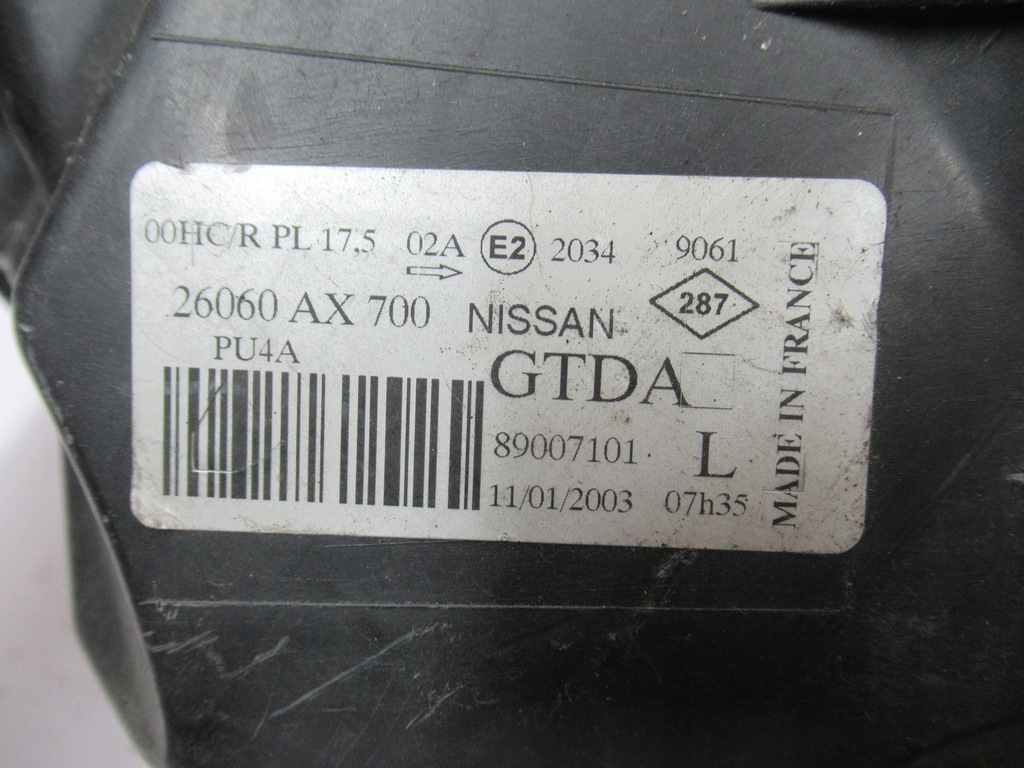 00HC/R PL 17,5 02A E2 2034 9061
26060 AX 700 NISSAN 287
PU4A
GTDA
89007101 L
11/01/2003 07h35
MADE IN FRANCE